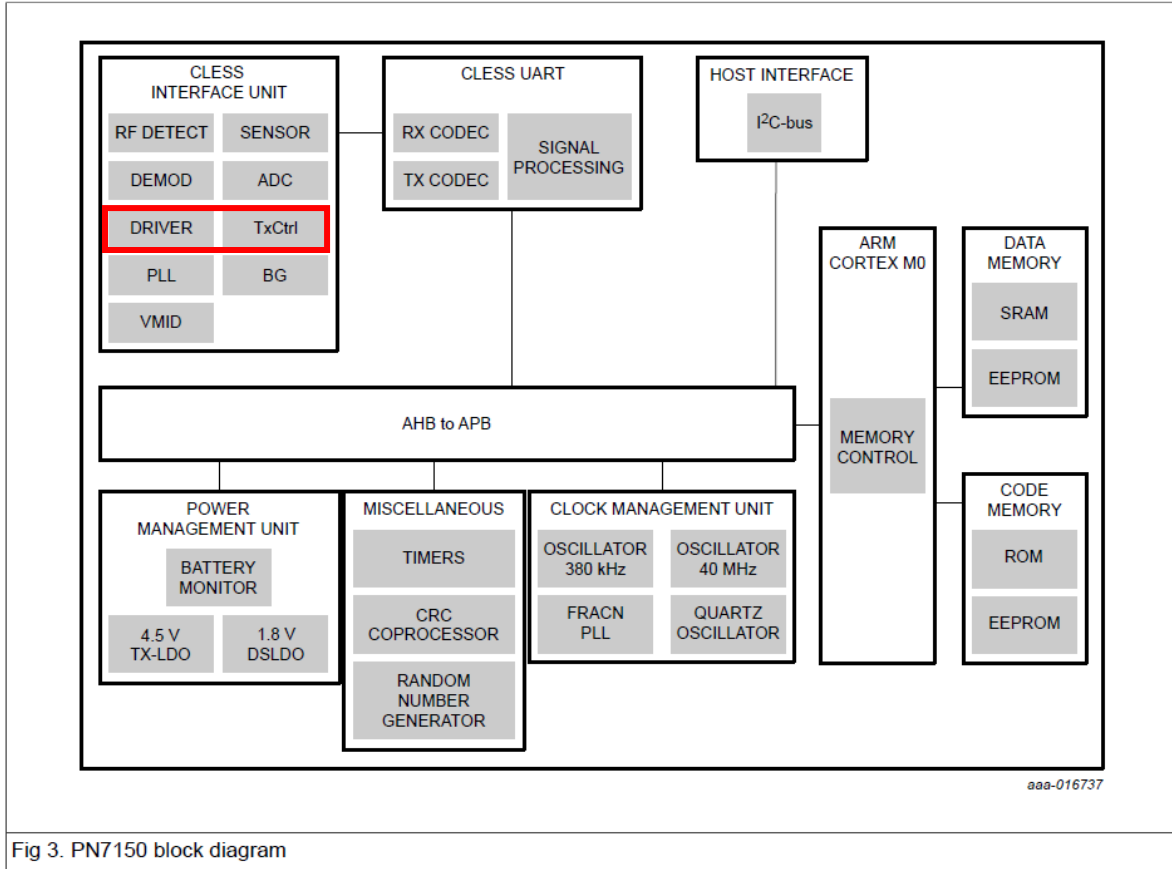 CLESS
INTERFACE UNIT
RF DETECT
SENSOR
DEMOD
ADC
DRIVER
TxCtrl
PLL
BG
VMID
CLESS UART
RX CODEC
TX CODEC
SIGNAL
PROCESSING
HOST INTERFACE
I²C-bus
ARM
CORTEX M0
MEMORY
CONTROL
DATA
MEMORY
SRAM
EEPROM
AHB to APB
CODE
MEMORY
ROM
EEPROM
POWER
MANAGEMENT UNIT
BATTERY
MONITOR
4.5 V
TX-LDO
1.8 V
DSLDO
MISCELLANEOUS
TIMERS
CRC
COPROCESSOR
RANDOM
NUMBER
GENERATOR
CLOCK MANAGEMENT UNIT
OSCILLATOR
380 kHz
OSCILLATOR
40 MHz
FRACN
PLL
QUARTZ
OSCILLATOR
aaa-016737
Fig 3. PN7150 block diagram